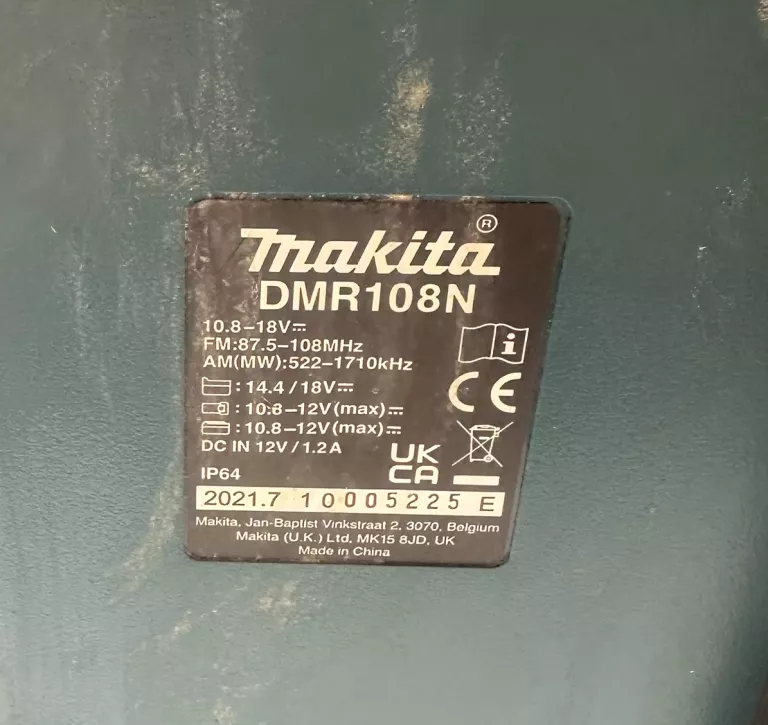 makita®
DMR108N
10.8–18V⎓
FM:87.5–108MHz
AM(MW):522–1710kHz
: 14.4/18V⎓
: 10.8–12V(max)⎓
: 10.8–12V(max)⎓
DC IN 12V/1.2A
CE
UK
CA
IP64
2021.7 10005225 E
Makita, Jan-Baptist Vinkstraat 2, 3070, Belgium
Makita (U.K.) Ltd, MK15 8JD, UK
Made in China